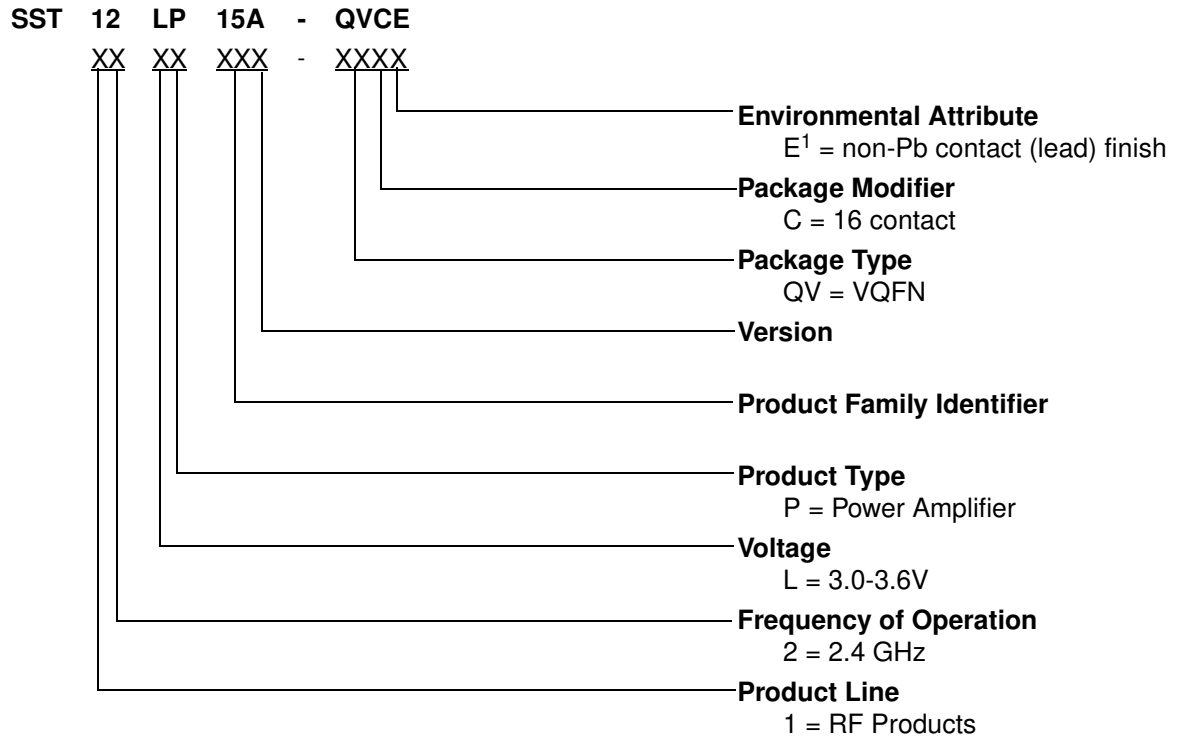 SST 12 LP 15A - QVCE
XX XX XXX - XXXX
Environmental Attribute
E1 = non-Pb contact (lead) finish
Package Modifier
C = 16 contact
Package Type
QV = VQFN
Version
Product Family Identifier
Product Type
P = Power Amplifier
Voltage
L = 3.0-3.6V
Frequency of Operation
2 = 2.4 GHz
Product Line
1 = RF Products